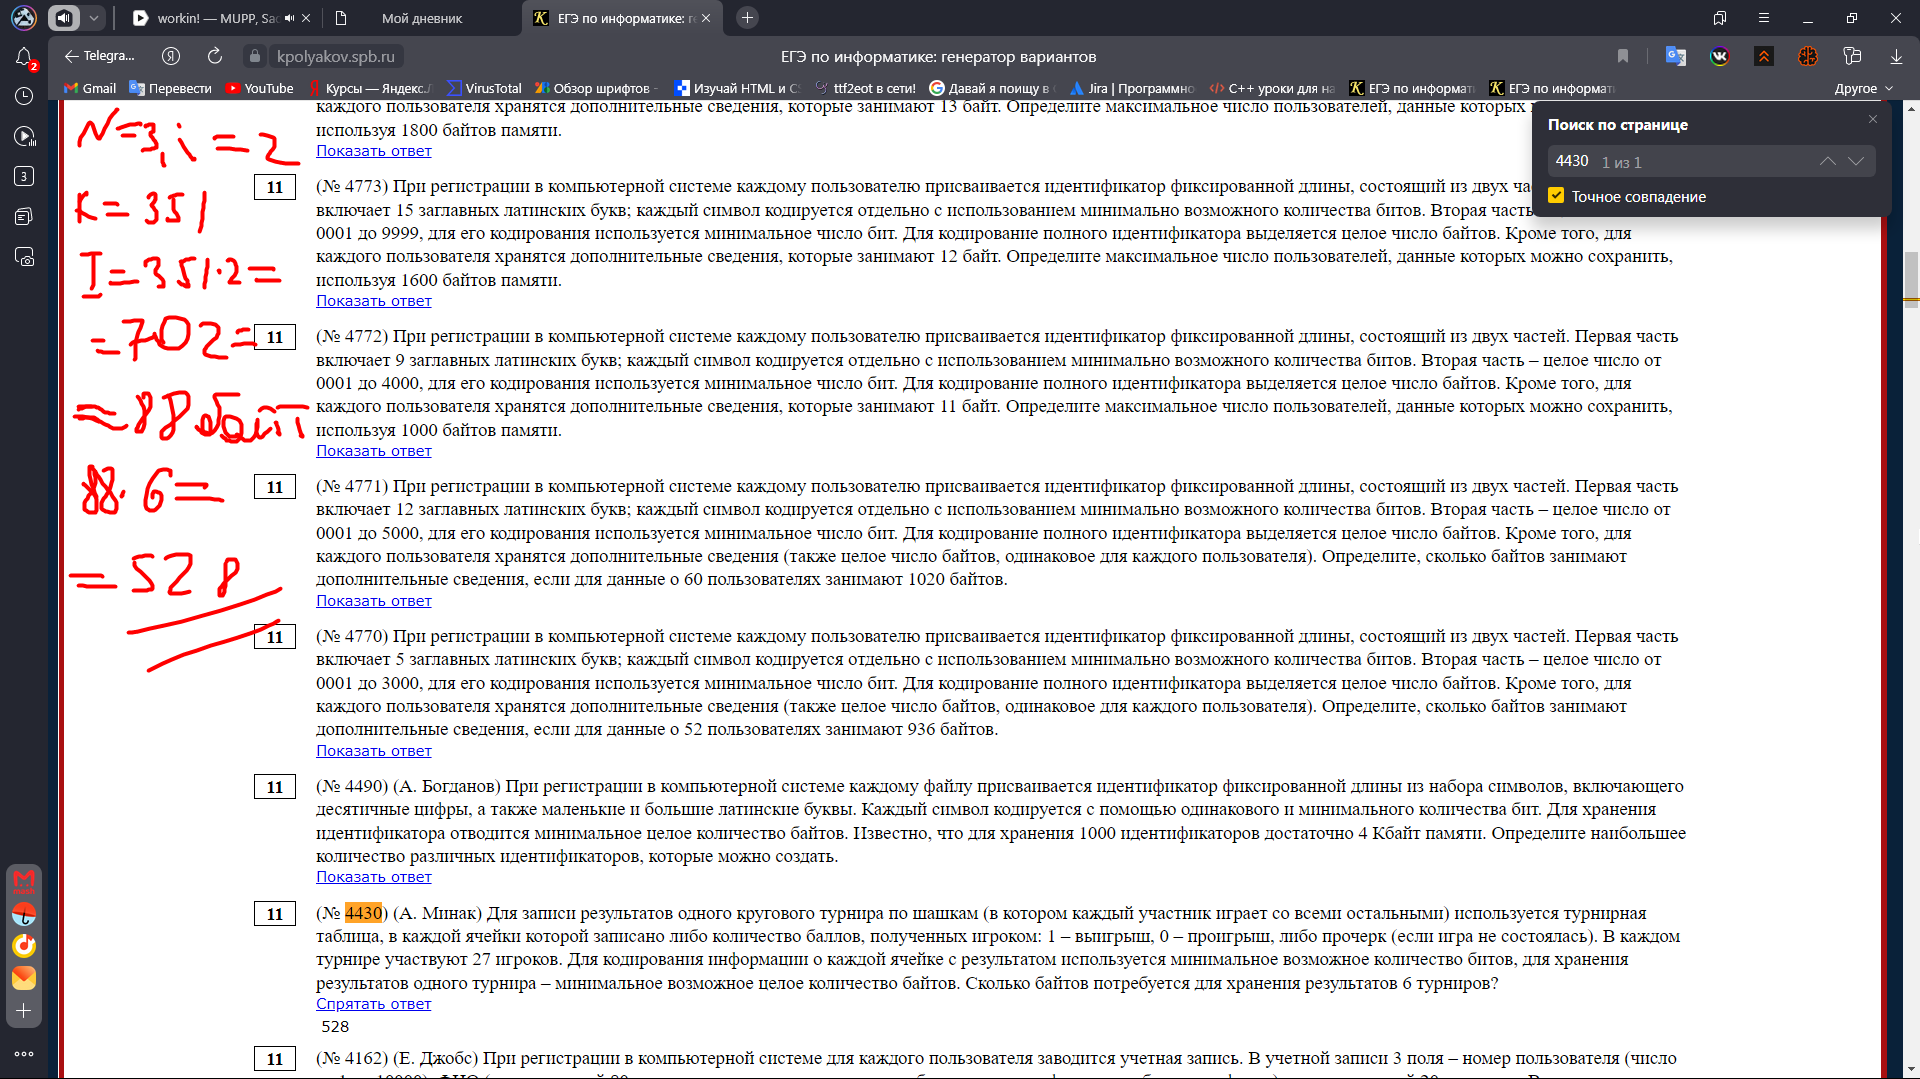 workin! — MUPP, Sad
Мой дневник
ЕГЭ по информатике: ге
2
Telegra...
kpolyakov.spb.ru
ЕГЭ по информатике: генератор вариантов
Gmail
Перевести
YouTube
Курсы — Яндекс.
VirusTotal
Обзор шрифтов -
Изучай HTML и CS
ttf2eot в сети!
Давай я поищу в
Jira | Программно
C++ уроки для на
ЕГЭ по информат
ЕГЭ по информат
Другое
3
Поиск по странице
4430 1 из 1
Точное совпадение
N=3, i=2
K=351
I=351·2=
=702=
=88 байт
88·6=
=528
каждого пользователя хранятся дополнительные сведения, которые занимают 13 байт. Определите максимальное число пользователей, данные которых
используя 1800 байтов памяти.
Показать ответ
11
(№ 4773) При регистрации в компьютерной системе каждому пользователю присваивается идентификатор фиксированной длины, состоящий из двух час
включает 15 заглавных латинских букв; каждый символ кодируется отдельно с использованием минимально возможного количества битов. Вторая часть
0001 до 9999, для его кодирования используется минимальное число бит. Для кодирования полного идентификатора выделяется целое число байтов. Кроме того, для
каждого пользователя хранятся дополнительные сведения, которые занимают 12 байт. Определите максимальное число пользователей, данные которых можно сохранить,
используя 1600 байтов памяти.
Показать ответ
11
(№ 4772) При регистрации в компьютерной системе каждому пользователю присваивается идентификатор фиксированной длины, состоящий из двух частей. Первая часть
включает 9 заглавных латинских букв; каждый символ кодируется отдельно с использованием минимально возможного количества битов. Вторая часть – целое число от
0001 до 4000, для его кодирования используется минимальное число бит. Для кодирования полного идентификатора выделяется целое число байтов. Кроме того, для
каждого пользователя хранятся дополнительные сведения, которые занимают 11 байт. Определите максимальное число пользователей, данные которых можно сохранить,
используя 1000 байтов памяти.
Показать ответ
11
(№ 4771) При регистрации в компьютерной системе каждому пользователю присваивается идентификатор фиксированной длины, состоящий из двух частей. Первая часть
включает 12 заглавных латинских букв; каждый символ кодируется отдельно с использованием минимально возможного количества битов. Вторая часть – целое число от
0001 до 5000, для его кодирования используется минимальное число бит. Для кодирования полного идентификатора выделяется целое число байтов. Кроме того, для
каждого пользователя хранятся дополнительные сведения (также целое число байтов, одинаковое для каждого пользователя). Определите, сколько байтов занимают
дополнительные сведения, если для данные о 60 пользователях занимают 1020 байтов.
Показать ответ
11
(№ 4770) При регистрации в компьютерной системе каждому пользователю присваивается идентификатор фиксированной длины, состоящий из двух частей. Первая часть
включает 5 заглавных латинских букв; каждый символ кодируется отдельно с использованием минимально возможного количества битов. Вторая часть – целое число от
0001 до 3000, для его кодирования используется минимальное число бит. Для кодирования полного идентификатора выделяется целое число байтов. Кроме того, для
каждого пользователя хранятся дополнительные сведения (также целое число байтов, одинаковое для каждого пользователя). Определите, сколько байтов занимают
дополнительные сведения, если для данные о 52 пользователях занимают 936 байтов.
Показать ответ
11
(№ 4490) (А. Богданов) При регистрации в компьютерной системе каждому файлу присваивается идентификатор фиксированной длины из набора символов, включающего
десятичные цифры, а также маленькие и большие латинские буквы. Каждый символ кодируется с помощью одинакового и минимального количества бит. Для хранения
идентификатора отводится минимальное целое количество байтов. Известно, что для хранения 1000 идентификаторов достаточно 4 Кбайт памяти. Определите наибольшее
количество различных идентификаторов, которые можно создать.
Показать ответ
11
(№ 4430) (А. Минак) Для записи результатов одного кругового турнира по шашкам (в котором каждый участник играет со всеми остальными) используется турнирная
таблица, в каждой ячейки которой записано либо количество баллов, полученных игроком: 1 – выигрыш, 0 – проигрыш, либо прочерк (если игра не состоялась). В каждом
турнире участвуют 27 игроков. Для кодирования информации о каждой ячейке с результатом используется минимальное возможное количество битов, для хранения
результатов одного турнира – минимальное возможное целое количество байтов. Сколько байтов потребуется для хранения результатов 6 турниров?
Спрятать ответ
528
11
(№ 4162) (Е. Джобс) При регистрации в компьютерной системе для каждого пользователя заводится учетная запись. В учетной записи 3 поля – номер пользователя (число